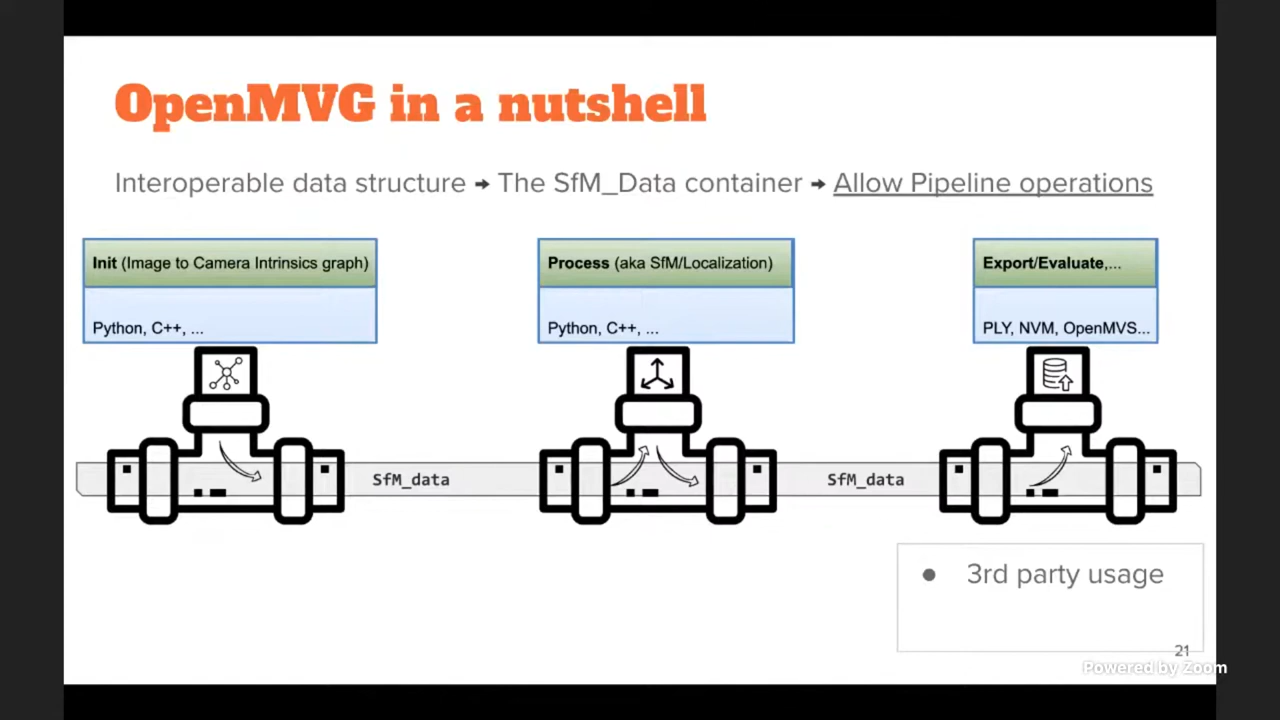 OpenMVG in a nutshell
Interoperable data structure → The SfM_Data container → Allow Pipeline operations
Init (Image to Camera Intrinsics graph)
Python, C++, ...
Process (aka SfM/Localization)
Python, C++, ...
Export/Evaluate,...
PLY, NVM, OpenMVS...
SfM_data
SfM_data
● 3rd party usage
21
Powered by Zoom